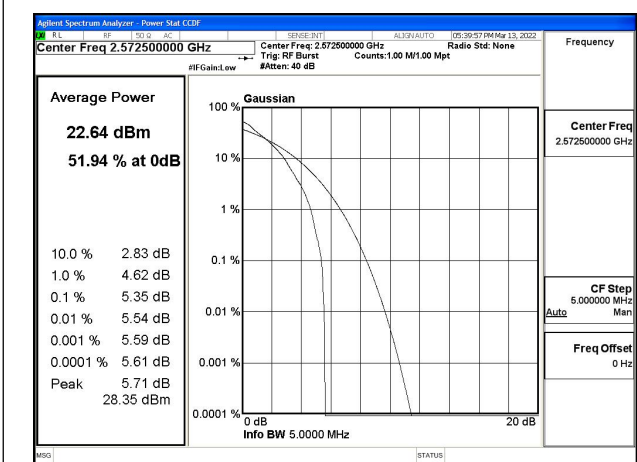 Agilent Spectrum Analyzer - Power Stat CCDF
RL RF 50 Ω AC SENSE:INT ALIGN AUTO 05:39:57 PM Mar 13, 2022
Center Freq 2.572500000 GHz
Center Freq: 2.572500000 GHz Radio Std: None
Trig: RF Burst Counts:1.00 M/1.00 Mpt
#IFGain:Low #Atten: 40 dB
Frequency
Average Power
22.64 dBm
51.94 % at 0dB
10.0 % 2.83 dB
1.0 % 4.62 dB
0.1 % 5.35 dB
0.01 % 5.54 dB
0.001 % 5.59 dB
0.0001 % 5.61 dB
Peak 5.71 dB
28.35 dBm
Gaussian
100 %
10 %
1 %
0.1 %
0.01 %
0.001 %
0.0001 %
0 dB 20 dB
Info BW 5.0000 MHz
Center Freq
2.572500000 GHz
CF Step
5.000000 MHz
Auto Man
Freq Offset
0 Hz
MSG STATUS